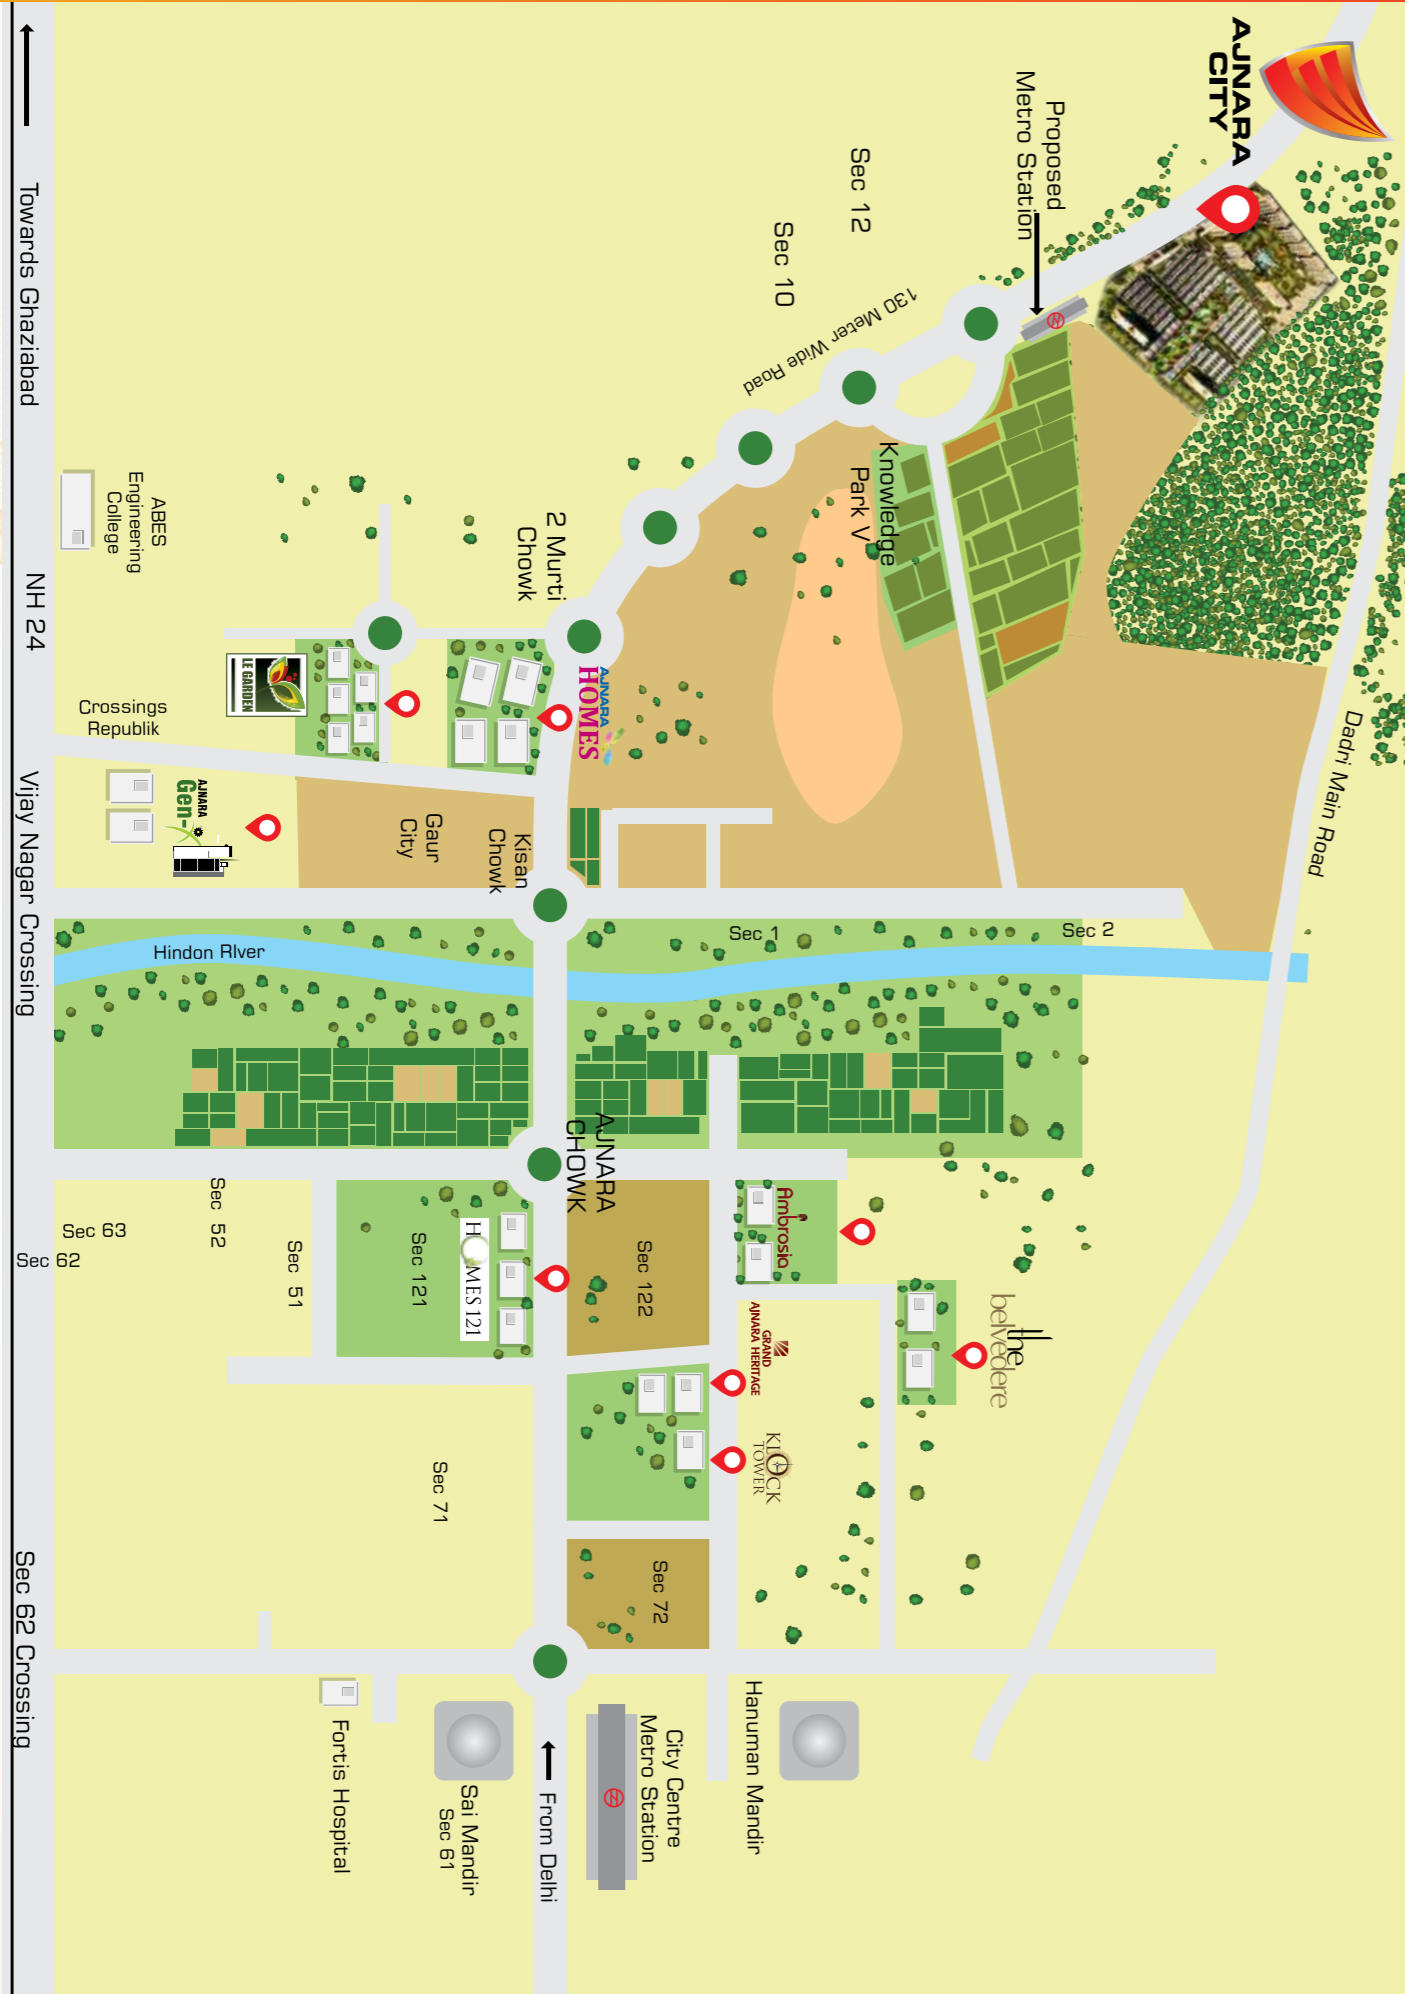 AJNARA
CITY
Proposed
Metro Station
Sec 12
Sec 10
130 Meter Wide Road
Knowledge
Park V
Dadri Main Road
2 Murti
Chowk
AJNARA
HOMES
LE GARDEN
ABES
Engineering
College
Towards Ghaziabad
NH 24
Crossings
Republik
Vijay Nagar Crossing
AJNARA
Gen-X
Gaur
City
Kisan
Chowk
Hindon RIver
Sec 1
Sec 2
AJNARA
CHOWK
Sec 52
Sec 63
Sec 62
Sec 51
Sec 121
HOMES 121
Sec 122
Ambrosia
the
belvedere
GRAND
AJNARA HERITAGE
KLOCK
TOWER
Sec 71
Sec 72
Sec 62 Crossing
Fortis Hospital
Sai Mandir
Sec 61
From Delhi
City Centre
Metro Station
Hanuman Mandir